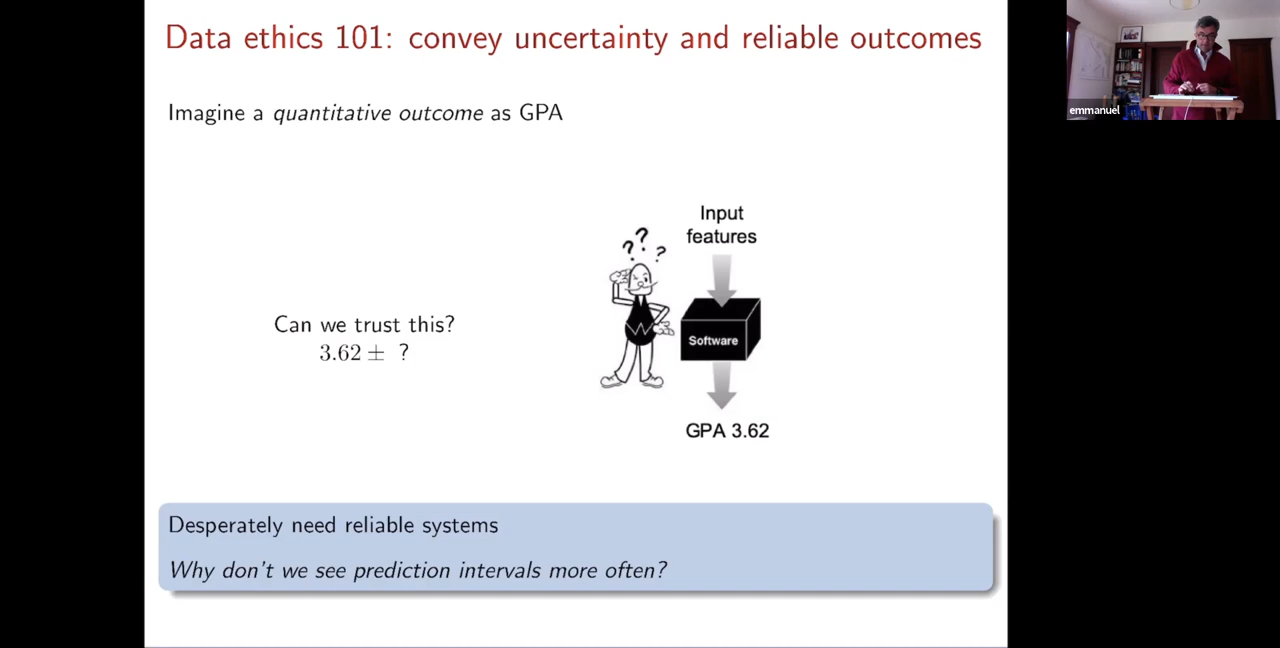 Data ethics 101: convey uncertainty and reliable outcomes
emmanuel
Imagine a quantitative outcome as GPA
? ? ?
Input
features
Can we trust this?
3.62 ± ?
Software
GPA 3.62
Desperately need reliable systems
Why don't we see prediction intervals more often?